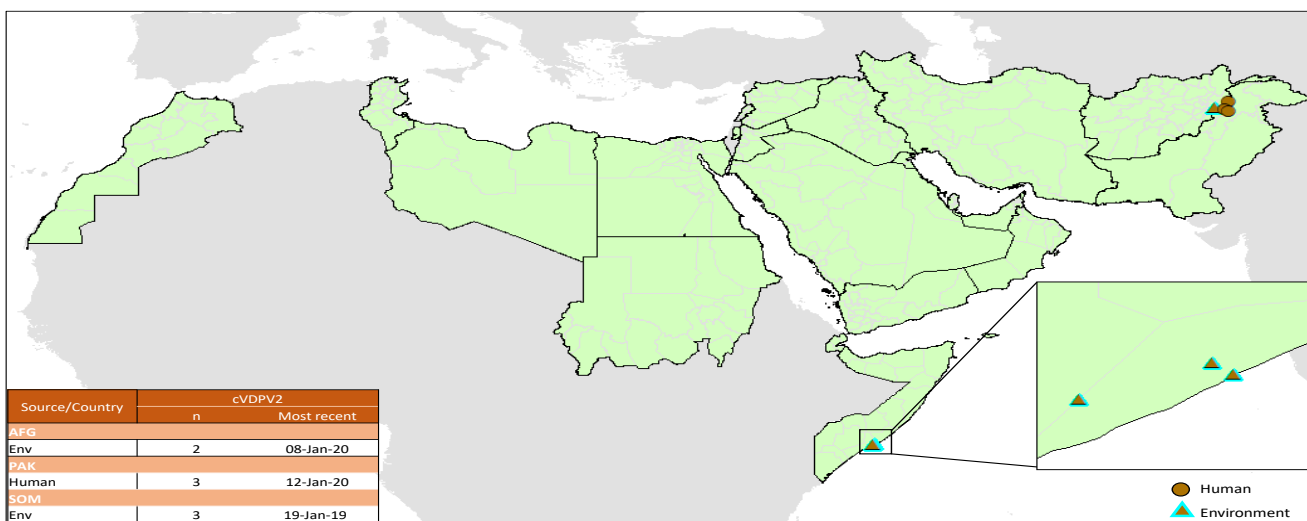 Source/Country cVDPV2
n Most recent
AFG
Env 2 08-Jan-20
PAK
Human 3 12-Jan-20
SOM
Env 3 19-Jan-19
Human
Environment